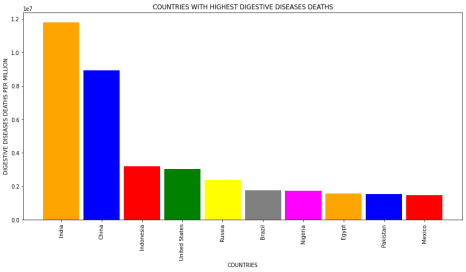 COUNTRIES WITH HIGHEST DIGESTIVE DISEASES DEATHS
1e7
1.2
1.0
0.8
0.6
0.4
0.2
0.0
DIGESTIVE DISEASES DEATHS PER MILLION
India
China
Indonesia
United States
Russia
Brazil
Nigeria
Egypt
Pakistan
Mexico
COUNTRIES